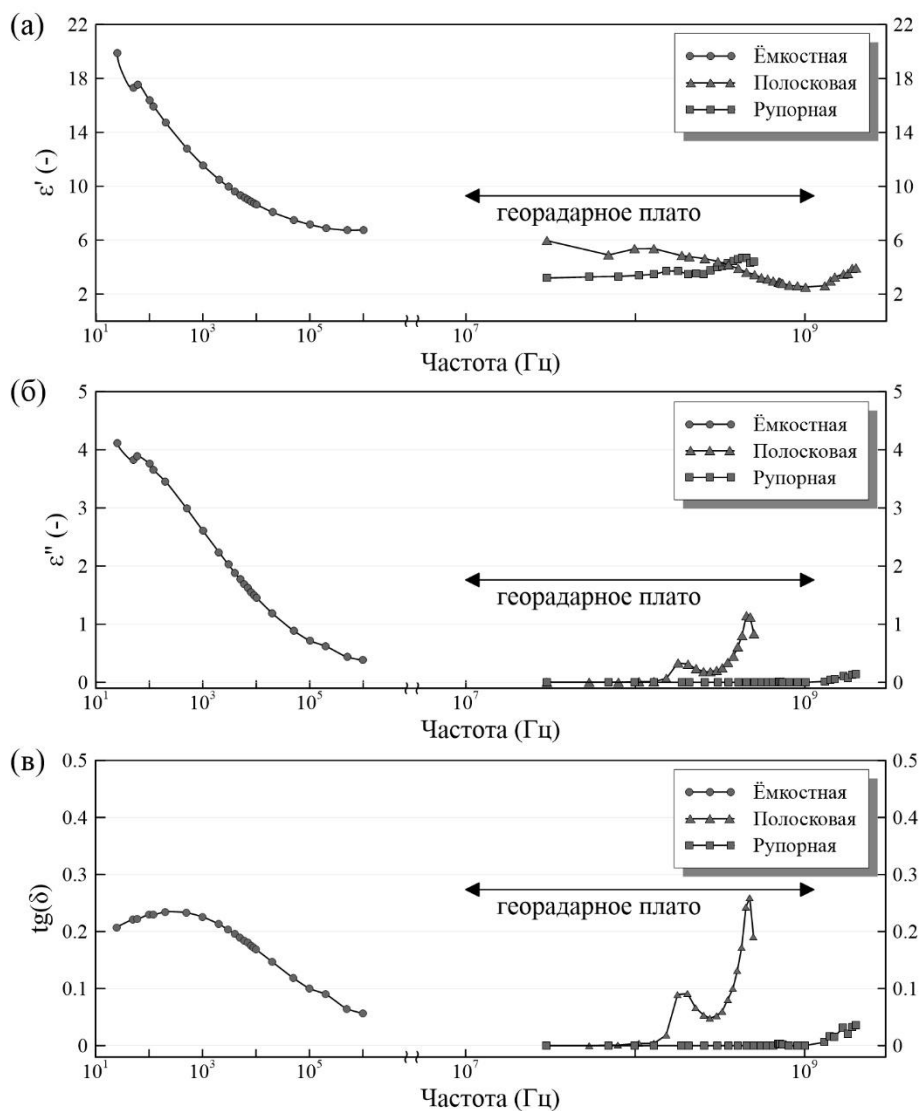 (а)
22
18
14
10
6
2
ε' (-)
Ёмкостная
Полосковая
Рупорная
22
18
14
10
6
2
георадарное плато
10¹ 10³ 10⁵ 10⁷ 10⁹
Частота (Гц)
(б)
5
4
3
2
1
0
ε" (-)
Ёмкостная
Полосковая
Рупорная
5
4
3
2
1
0
георадарное плато
10¹ 10³ 10⁵ 10⁷ 10⁹
Частота (Гц)
(в)
0.5
0.4
0.3
0.2
0.1
0
tg(δ)
Ёмкостная
Полосковая
Рупорная
0.5
0.4
0.3
0.2
0.1
0
георадарное плато
10¹ 10³ 10⁵ 10⁷ 10⁹
Частота (Гц)